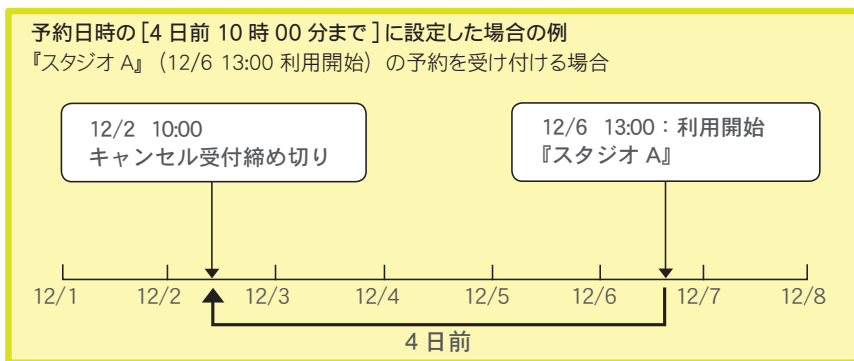 予約日時の［4 日前 10 時 00 分まで］に設定した場合の例
『スタジオ A』（12/6 13:00 利用開始）の予約を受け付ける場合
12/2 10:00
キャンセル受付締め切り
12/6 13:00：利用開始
『スタジオ A』
12/1 12/2 12/3 12/4 12/5 12/6 12/7 12/8
4 日前